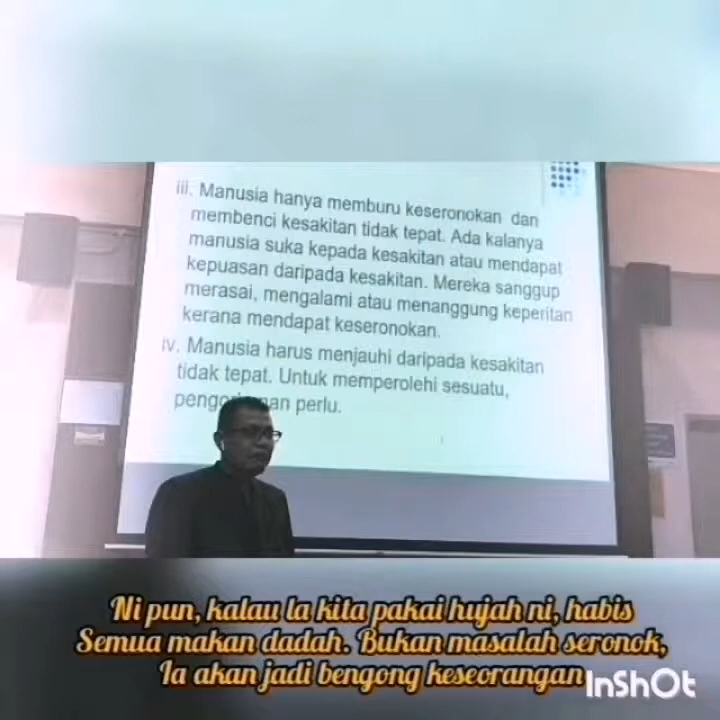 iii. Manusia hanya memburu keseronokan dan
membenci kesakitan tidak tepat. Ada kalanya
manusia suka kepada kesakitan atau mendapat
kepuasan daripada kesakitan. Mereka sanggup
merasai, mengalami atau menanggung keperitan
kerana mendapat keseronokan.
iv. Manusia harus menjauhi daripada kesakitan
tidak tepat. Untuk memperolehi sesuatu,
perlu.
Ni pun, kalau la kita pakai hujah ni, habis
Semua makan dadah. Bukan masalah seronok,
Ia akan jadi bengong keseorangan
InShOt